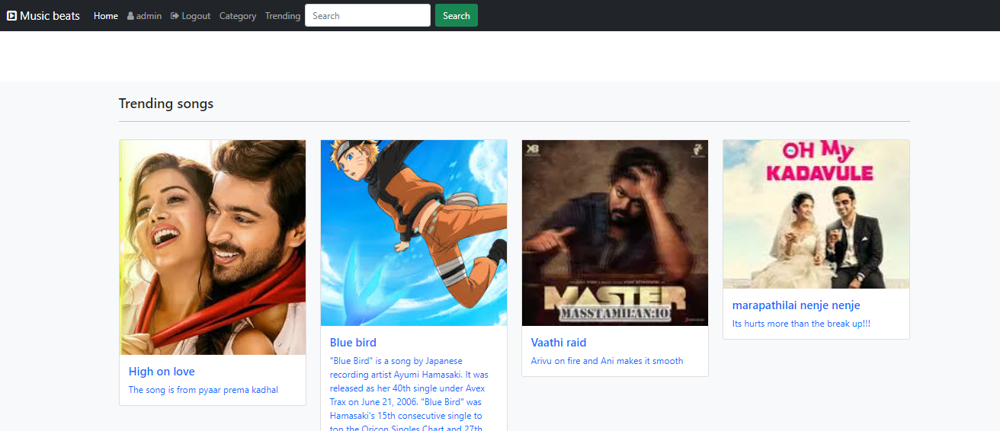 Music beats Home admin Logout Category Trending Search Search
Trending songs
High on love
The song is from pyaar prema kadhal
Blue bird
"Blue Bird" is a song by Japanese
recording artist Ayumi Hamasaki. It was
released as her 40th single under Avex
Trax on June 21, 2006. "Blue Bird" was
Hamasaki's 15th consecutive single to
top the Oricon Singles Chart and 27th
XB
MASTER
MASSTAMILAN.IO
Vaathi raid
Arivu on fire and Ani makes it smooth
OH My
KADAVULE
marapathilai nenje nenje
Its hurts more than the break up!!!